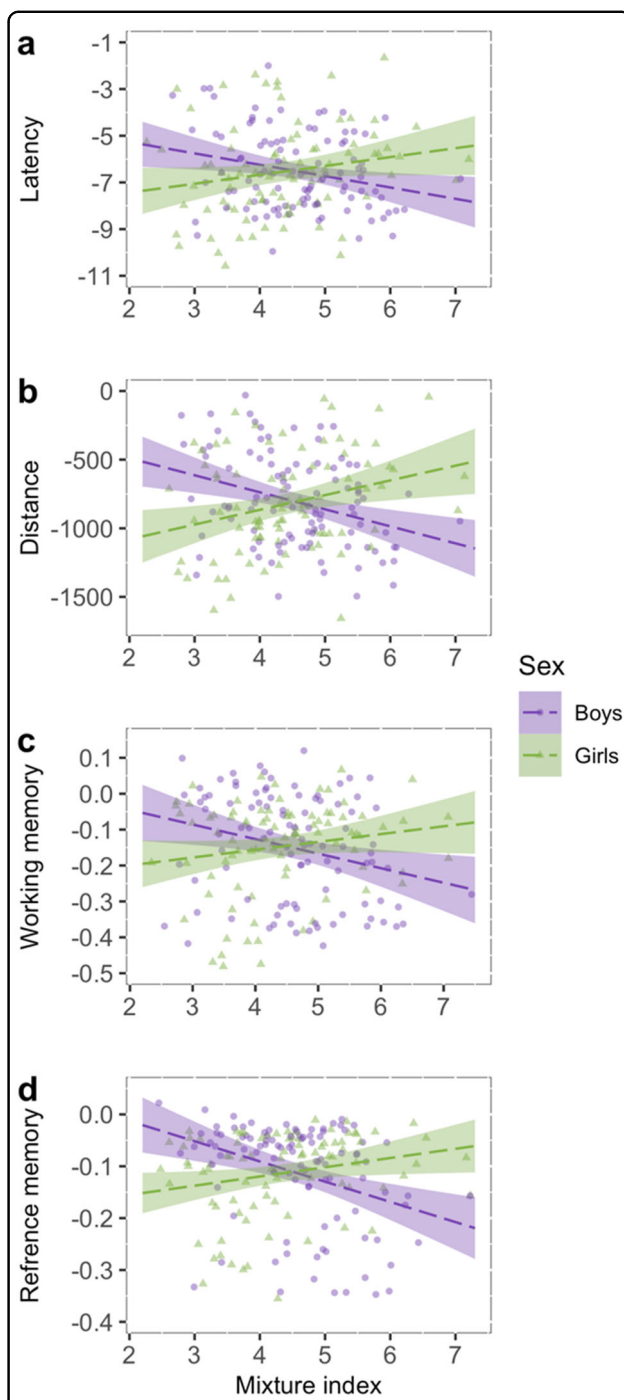 a
Latency
-1
-3
-5
-7
-9
-11
2 3 4 5 6 7
b
Distance
0
-500
-1000
-1500
2 3 4 5 6 7
Sex
Boys
Girls
c
Working memory
0.1
0.0
-0.1
-0.2
-0.3
-0.4
-0.5
2 3 4 5 6 7
d
Refrence memory
0.0
-0.1
-0.2
-0.3
-0.4
2 3 4 5 6 7
Mixture index